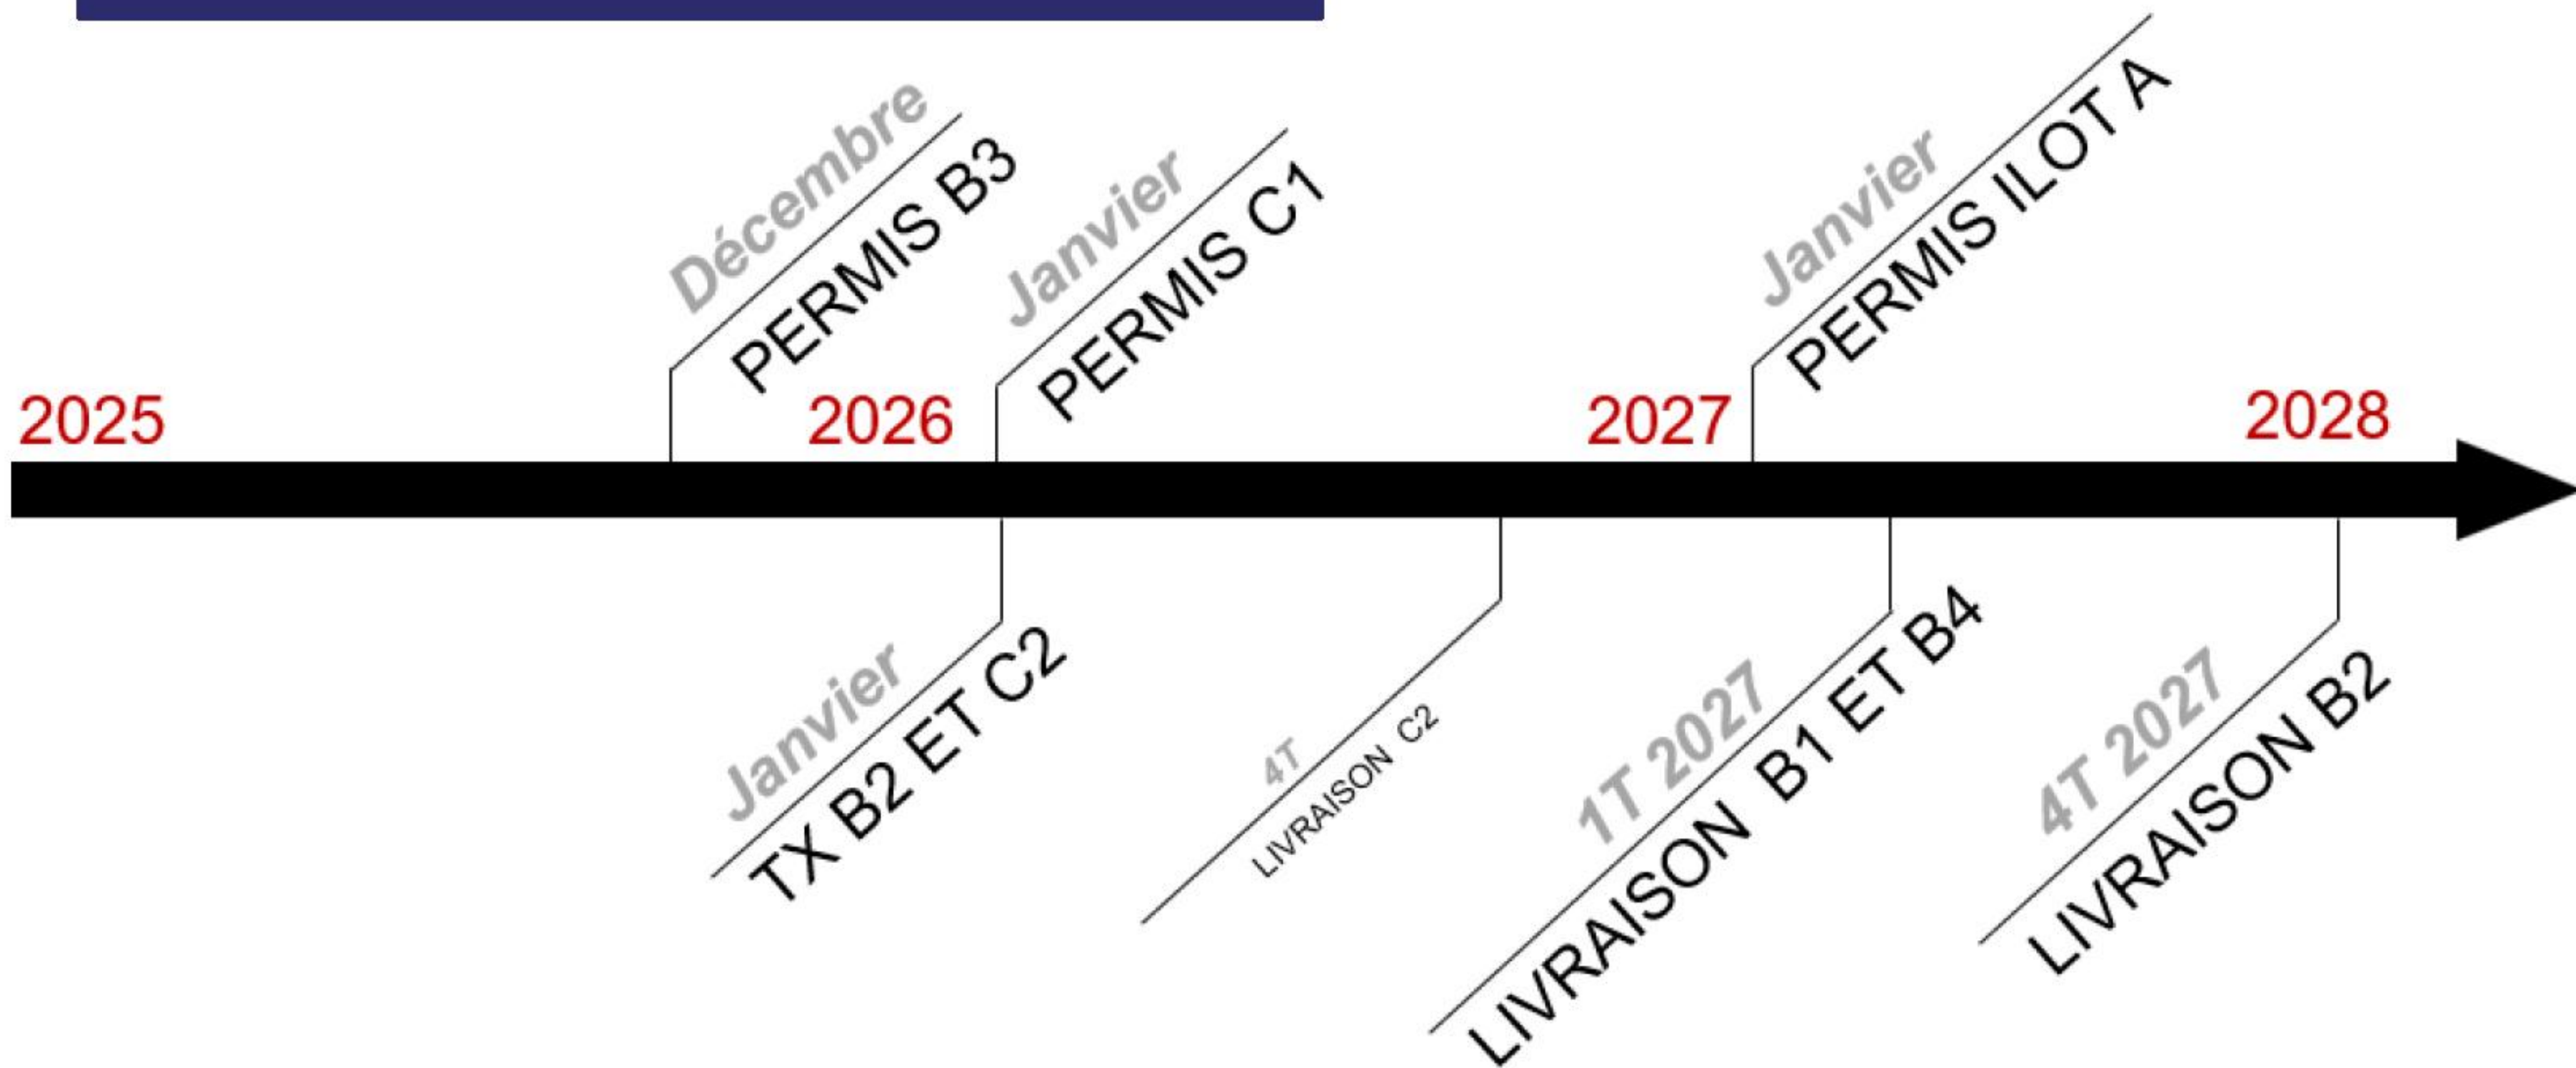 Décembre
PERMIS B3
Janvier
PERMIS C1
Janvier
PERMIS ILOT A
2025
2026
2027
2028
Janvier
TX B2 ET C2
4T
LIVRAISON C2
1T 2027
LIVRAISON B1 ET B4
4T 2027
LIVRAISON B2